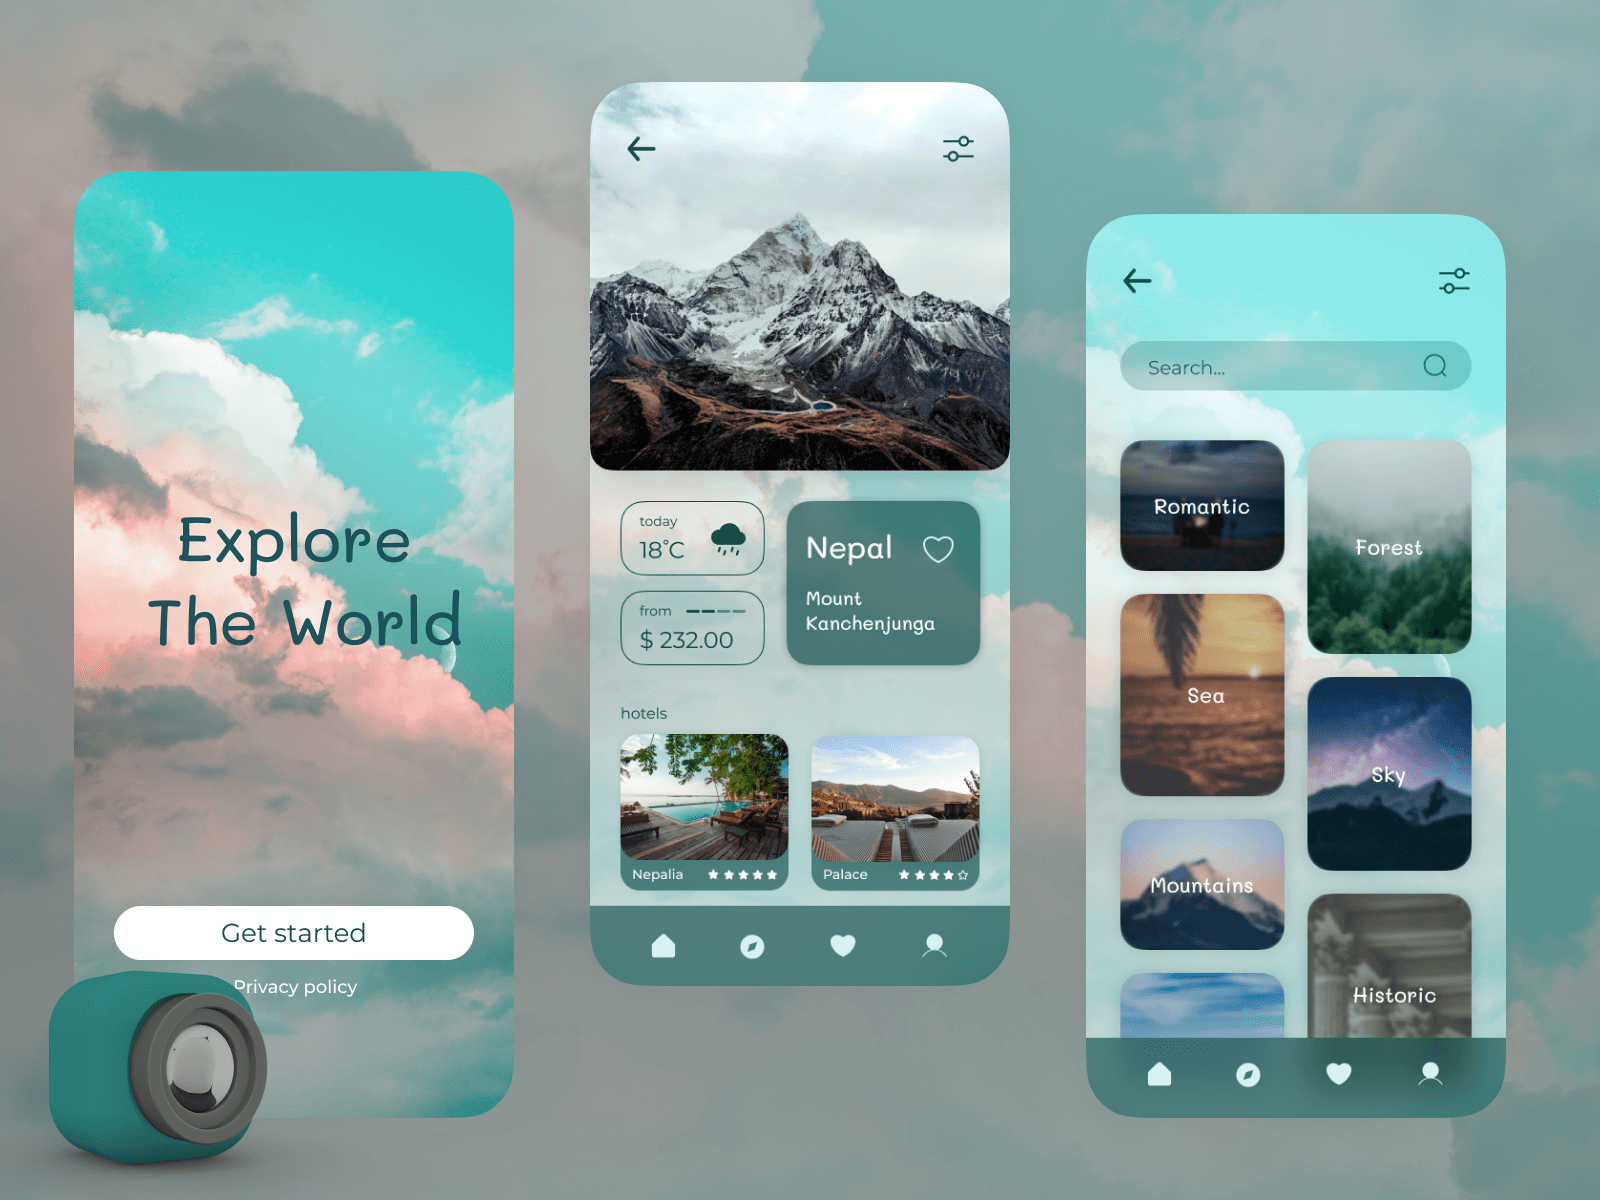 Explore
The World
Get started
Privacy policy
today
18°C
from
$ 232.00
Nepal
Mount
Kanchenjunga
hotels
Nepalia
Palace
Search...
Romantic
Forest
Sea
Sky
Mountains
Historic